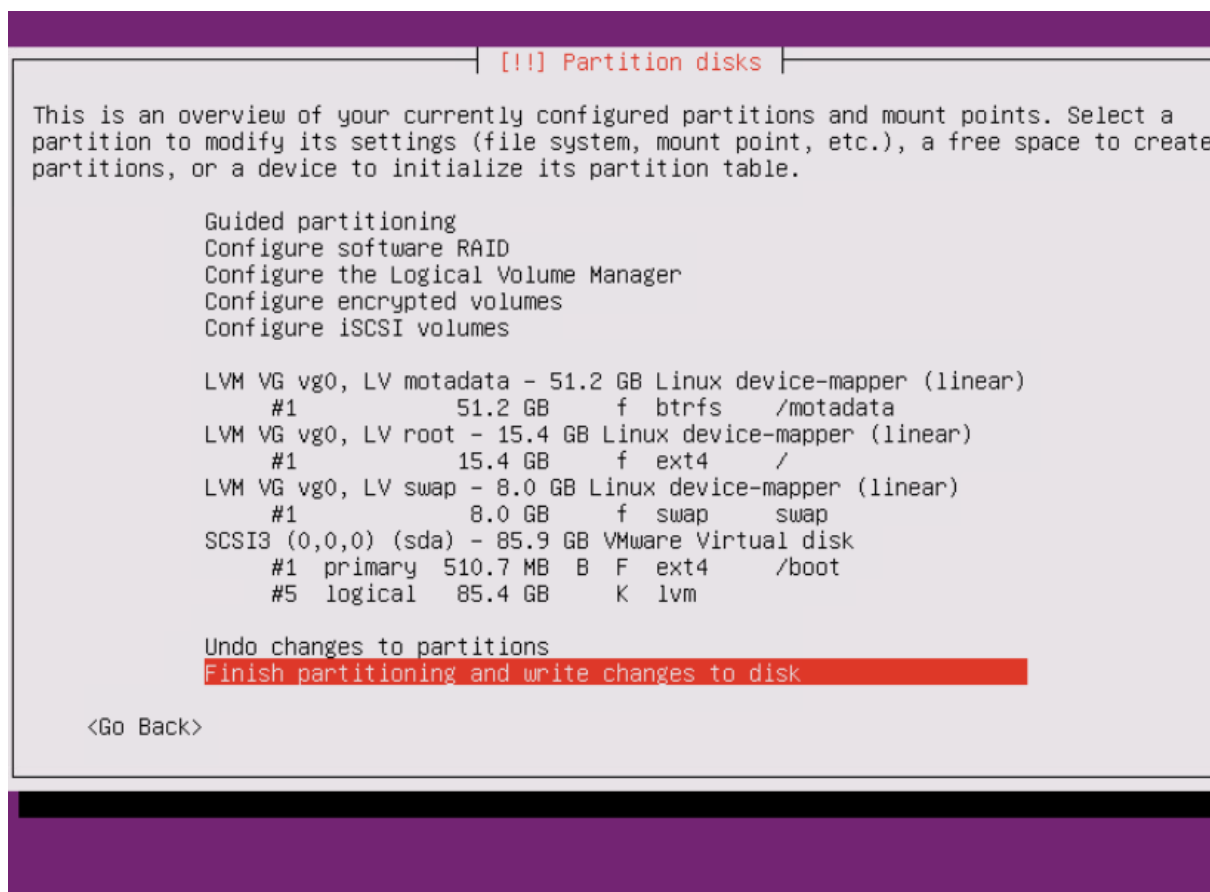 [!!] Partition disks
This is an overview of your currently configured partitions and mount points. Select a
partition to modify its settings (file system, mount point, etc.), a free space to create
partitions, or a device to initialize its partition table.
Guided partitioning
Configure software RAID
Configure the Logical Volume Manager
Configure encrypted volumes
Configure iSCSI volumes
LVM VG vg0, LV motadata - 51.2 GB Linux device-mapper (linear)
#1 51.2 GB f btrfs /motadata
LVM VG vg0, LV root - 15.4 GB Linux device-mapper (linear)
#1 15.4 GB f ext4 /
LVM VG vg0, LV swap - 8.0 GB Linux device-mapper (linear)
#1 8.0 GB f swap swap
SCSI3 (0,0,0) (sda) - 85.9 GB VMware Virtual disk
#1 primary 510.7 MB B F ext4 /boot
#5 logical 85.4 GB K lvm
Undo changes to partitions
Finish partitioning and write changes to disk
<Go Back>